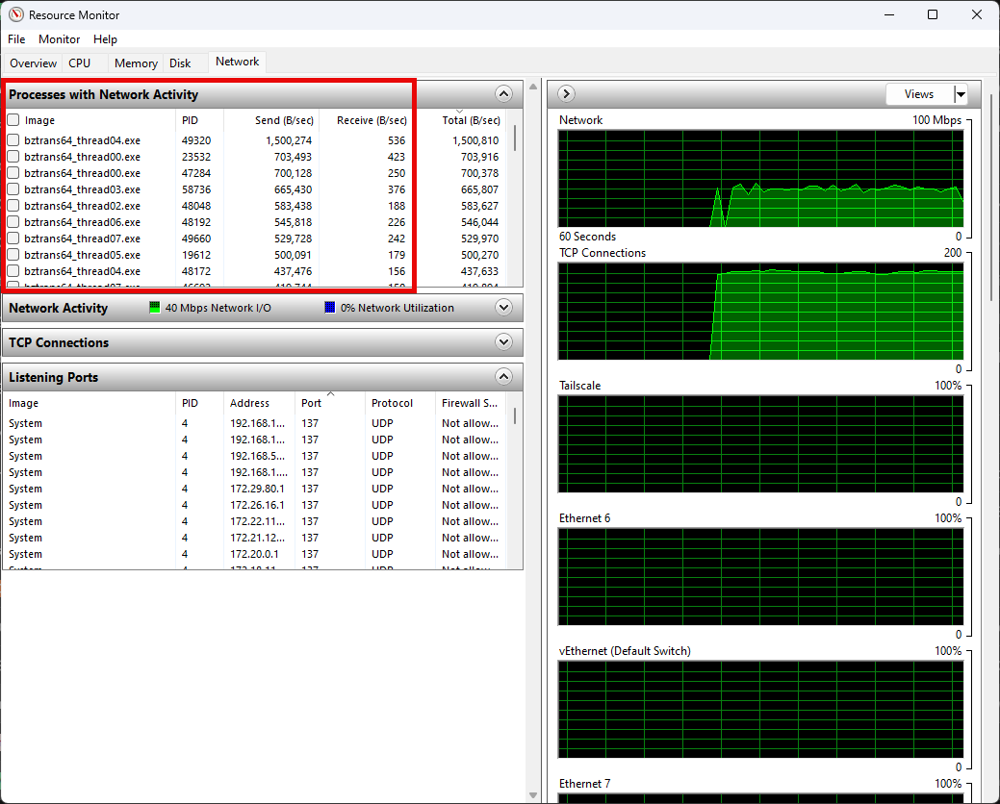 Resource Monitor
File Monitor Help
Overview CPU Memory Disk Network
Processes with Network Activity
Image PID Send (B/sec) Receive (B/sec) Total (B/sec)
bztrans64_thread04.exe 49320 1,500,274 536 1,500,810
bztrans64_thread00.exe 23532 703,493 423 703,916
bztrans64_thread00.exe 47284 700,128 250 700,378
bztrans64_thread03.exe 58736 665,430 376 665,807
bztrans64_thread02.exe 48048 583,438 188 583,627
bztrans64_thread06.exe 48192 545,818 226 546,044
bztrans64_thread07.exe 49660 529,728 242 529,970
bztrans64_thread05.exe 19612 500,091 179 500,270
bztrans64_thread04.exe 48172 437,476 156 437,633
Network Activity 40 Mbps Network I/O 0% Network Utilization
TCP Connections
Listening Ports
Image PID Address Port Protocol Firewall S...
System 4 192.168.1... 137 UDP Not allow...
System 4 192.168.1... 137 UDP Not allow...
System 4 192.168.5... 137 UDP Not allow...
System 4 192.168.1.... 137 UDP Not allow...
System 4 172.29.80.1 137 UDP Not allow...
System 4 172.26.16.1 137 UDP Not allow...
System 4 172.22.11... 137 UDP Not allow...
System 4 172.21.12... 137 UDP Not allow...
System 4 172.20.0.1 137 UDP Not allow...
Views
Network 100 Mbps
60 Seconds 0
TCP Connections 200
0
Tailscale 100%
0
Ethernet 6 100%
0
vEthernet (Default Switch) 100%
0
Ethernet 7 100%